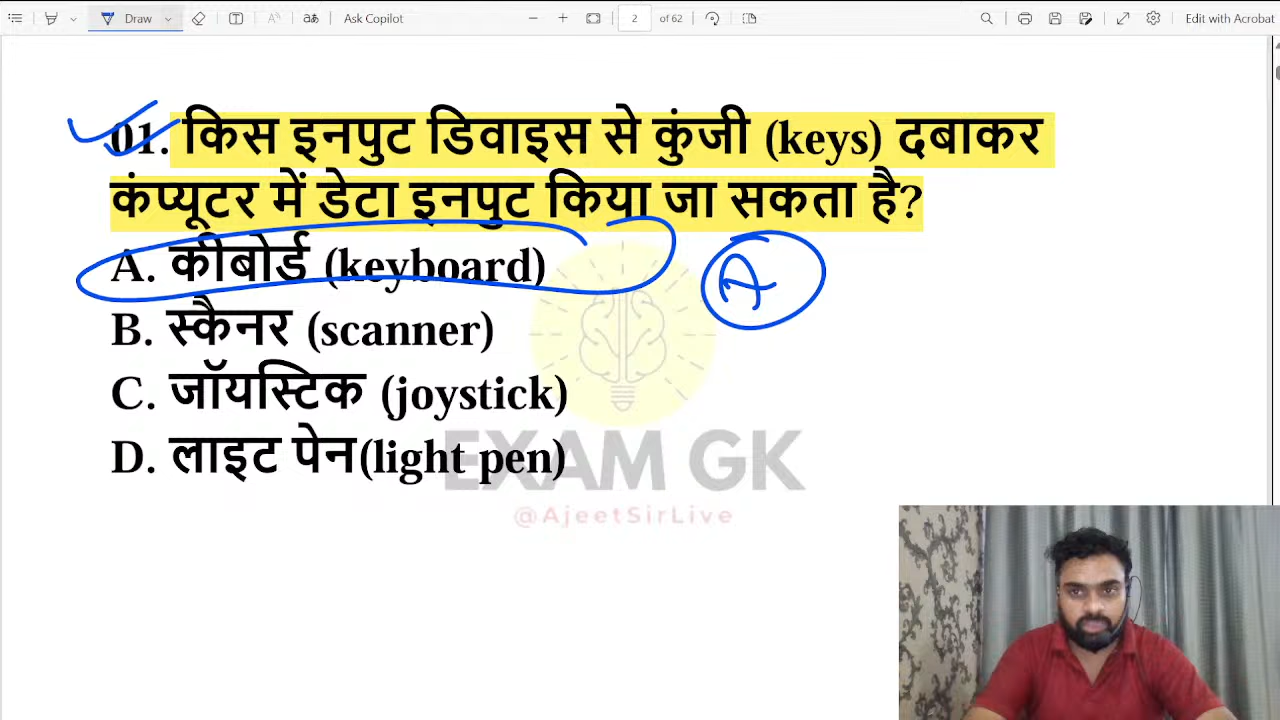 Draw
Ask Copilot
2 of 62
Edit with Acrobat
01. किस इनपुट डिवाइस से कुंजी (keys) दबाकर
कंप्यूटर में डेटा इनपुट किया जा सकता है?
A. कीबोर्ड (keyboard)
A
B. स्कैनर (scanner)
C. जॉयस्टिक (joystick)
D. लाइट पेन(light pen)
EXAM GK
@AjeetSirLive